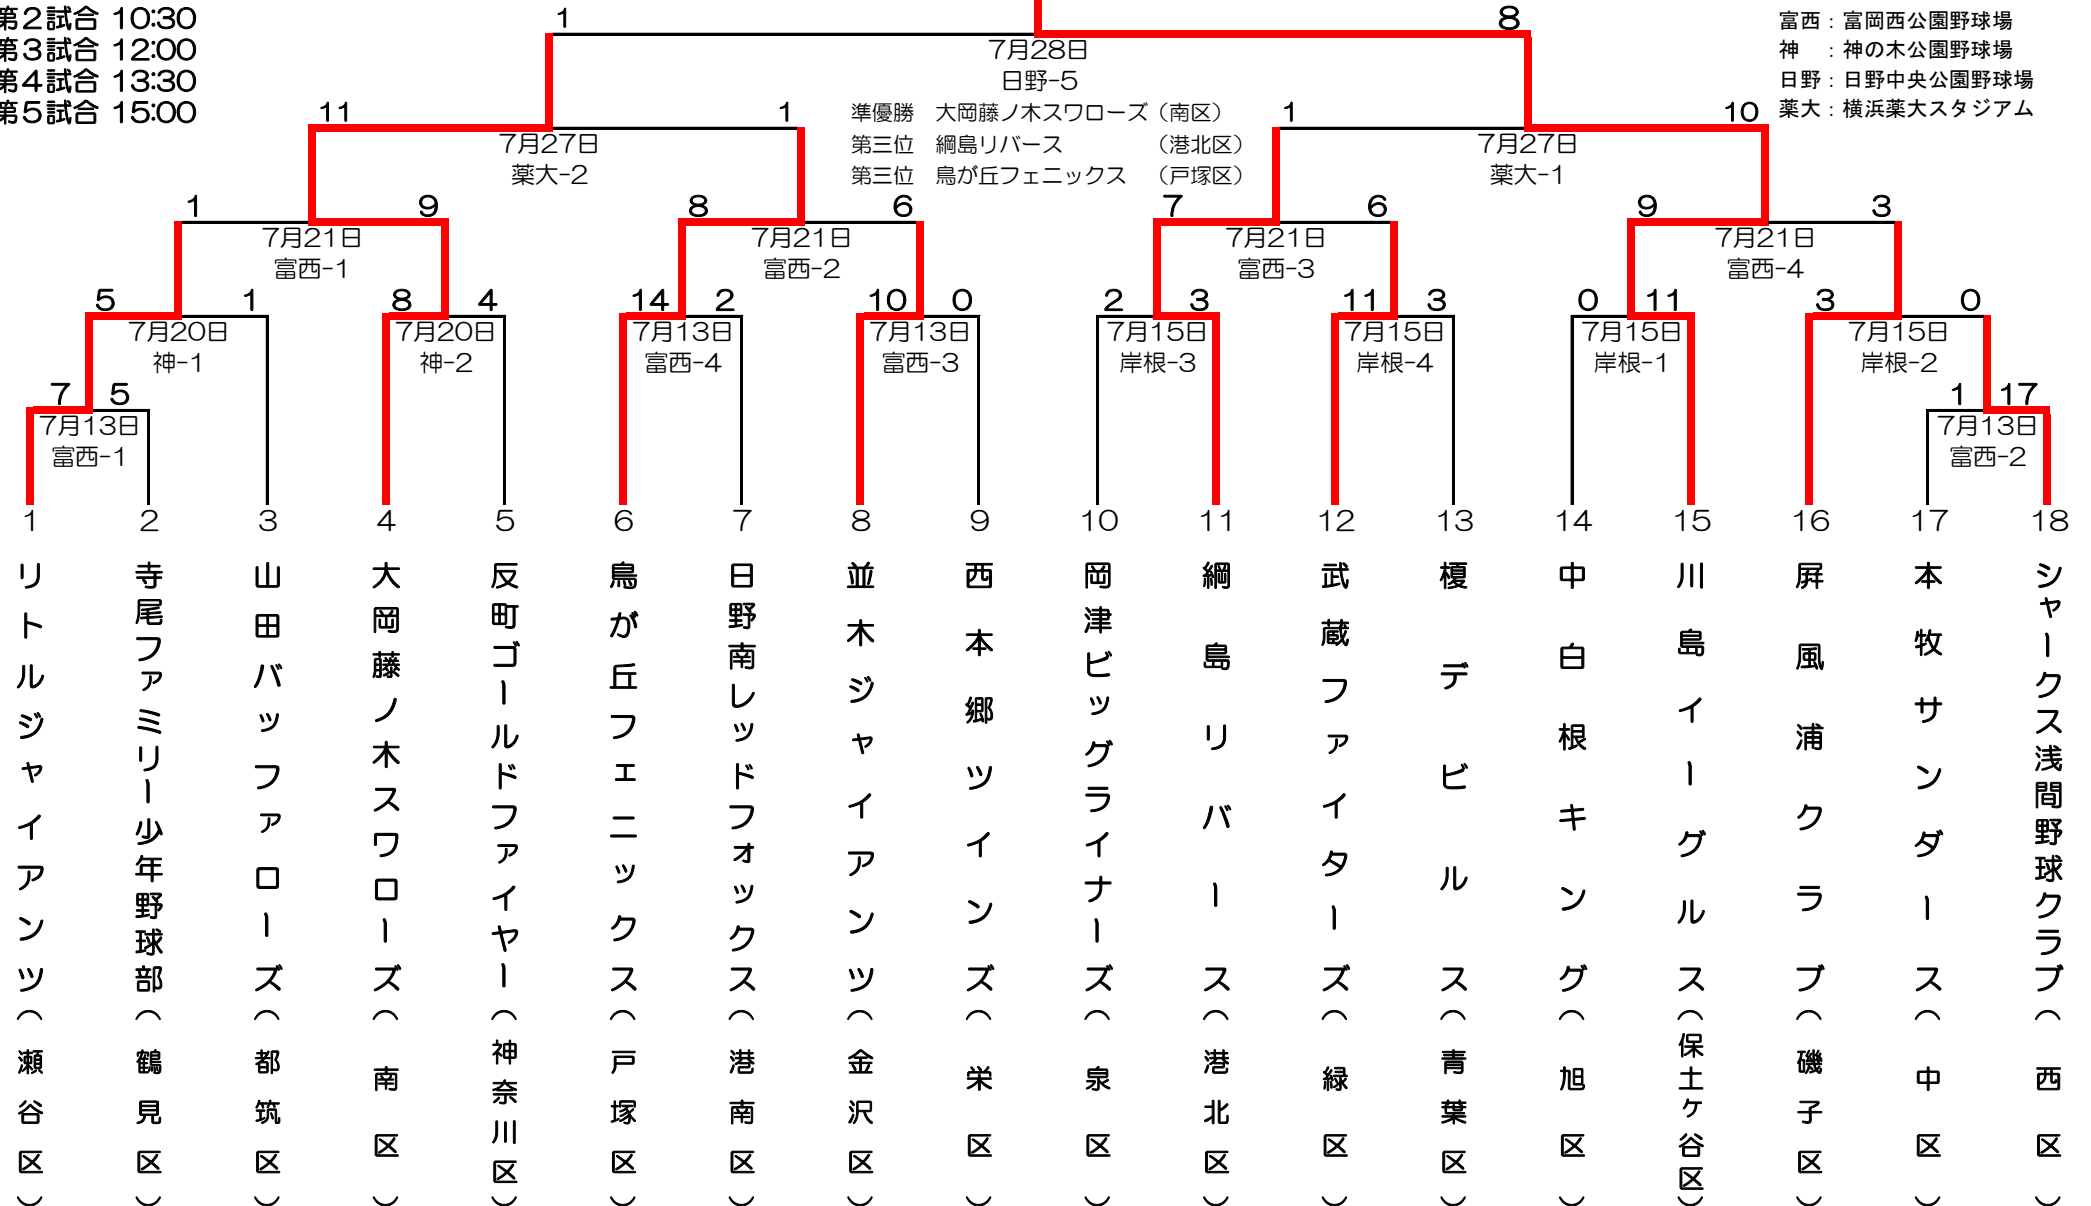 第2試合 10:30
第3試合 12:00
第4試合 13:30
第5試合 15:00
富西：富岡西公園野球場
神　：神の木公園野球場
日野：日野中央公園野球場
薬大：横浜薬大スタジアム
1
8
7月28日
日野-5
準優勝　大岡藤ノ木スワローズ（南区）
第三位　綱島リバース　（港北区）
第三位　鳥が丘フェニックス　（戸塚区）
11
1
7月27日
薬大-2
1
10
7月27日
薬大-1
1
9
7月21日
富西-1
8
6
7月21日
富西-2
7
6
7月21日
富西-3
9
3
7月21日
富西-4
5
1
7月20日
神-1
8
4
7月20日
神-2
14
2
7月13日
富西-4
10
0
7月13日
富西-3
2
3
7月15日
岸根-3
11
3
7月15日
岸根-4
0
11
7月15日
岸根-1
3
0
7月15日
岸根-2
7
5
7月13日
富西-1
1
17
7月13日
富西-2
1
リトルジャイアンツ（瀬谷区）
2
寺尾ファミリー少年野球部（鶴見区）
3
山田バッファローズ（都筑区）
4
大岡藤ノ木スワローズ（南区）
5
反町ゴールドファイヤー（神奈川区）
6
鳥が丘フェニックス（戸塚区）
7
日野南レッドフォックス（港南区）
8
並木ジャイアンツ（金沢区）
9
西本郷ツインズ（栄区）
10
岡津ビッグライナーズ（泉区）
11
綱島リバース（港北区）
12
武蔵ファイターズ（緑区）
13
榎デビルス（青葉区）
14
中白根キング（旭区）
15
川島イーグルス（保土ケ谷区）
16
屏風浦クラブ（磯子区）
17
本牧サンダース（中区）
18
シャークス浅間野球クラブ（西区）